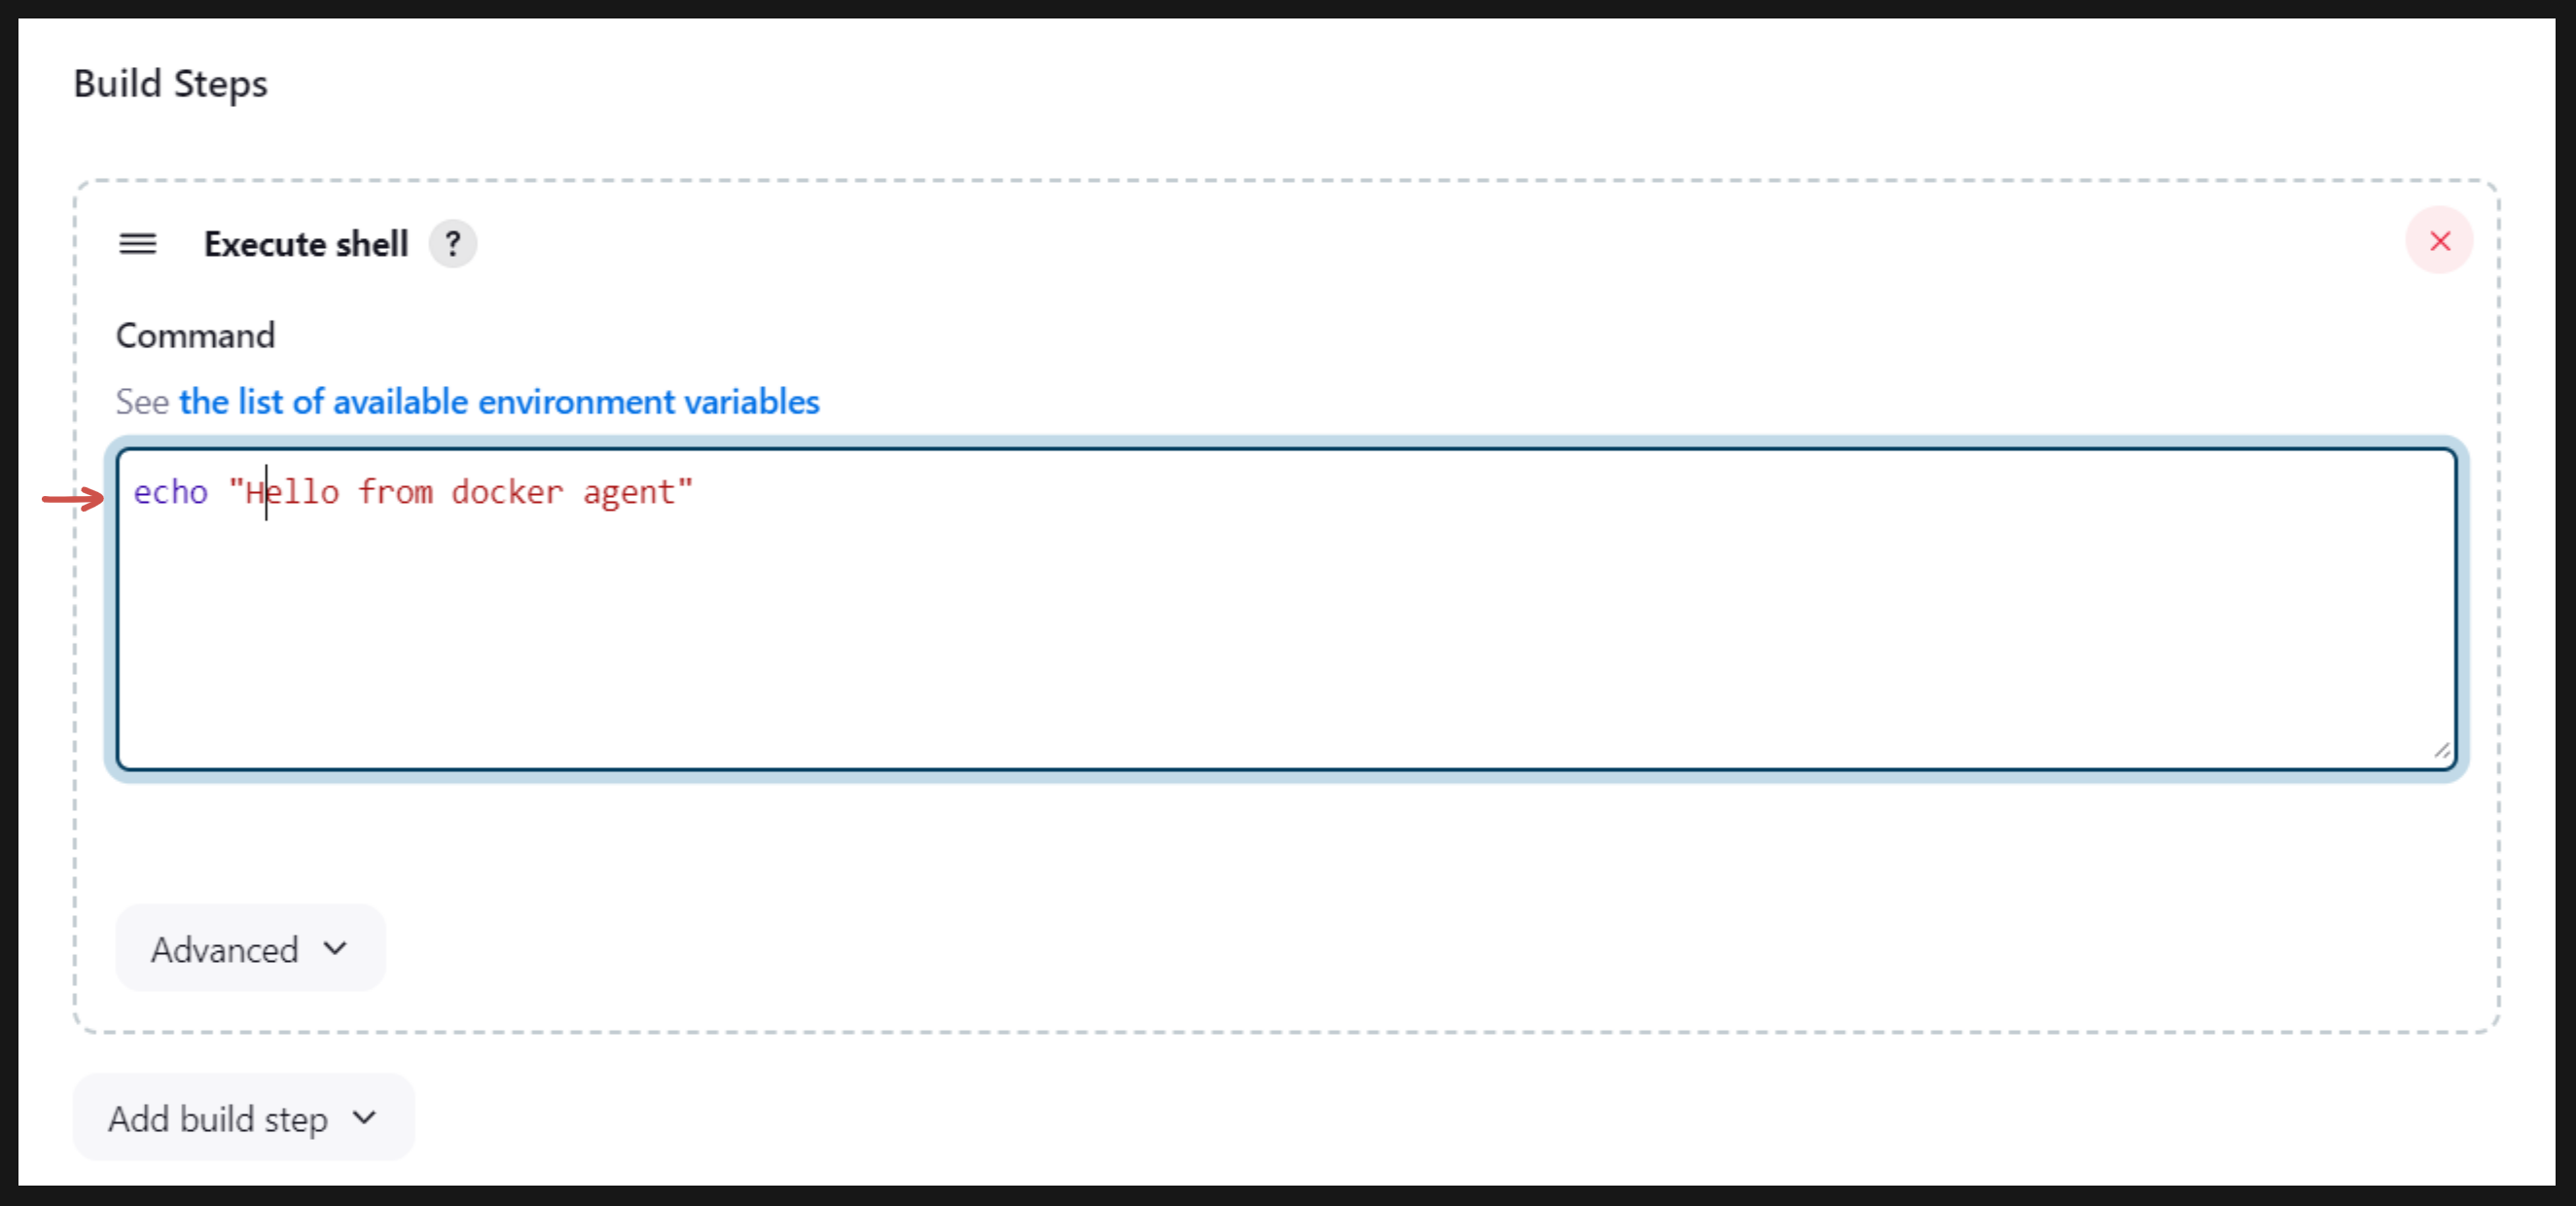 Build Steps
Execute shell ?
Command
See the list of available environment variables
echo "Hello from docker agent"
Advanced
Add build step